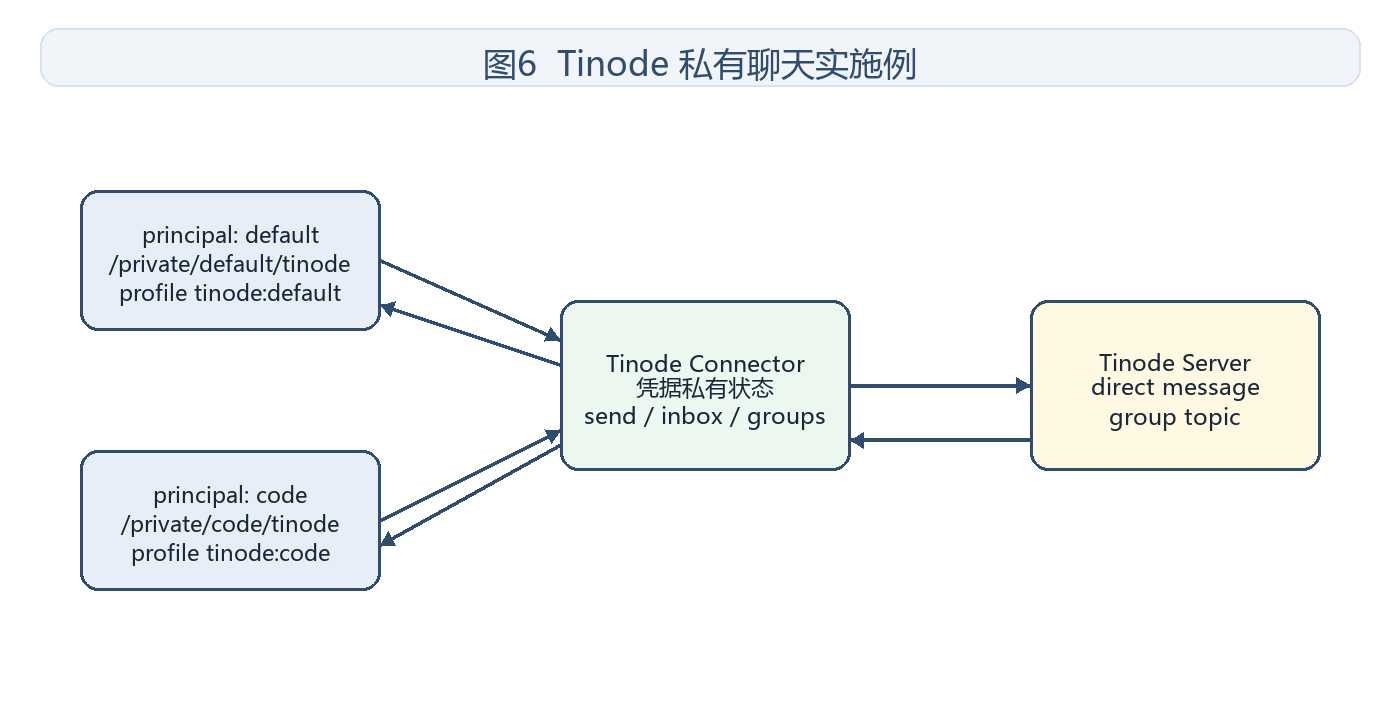 图6  Tinode 私有聊天实施例
principal: default
/private/default/tinode
profile tinode:default
principal: code
/private/code/tinode
profile tinode:code
Tinode Connector
凭据私有状态
send / inbox / groups
Tinode Server
direct message
group topic